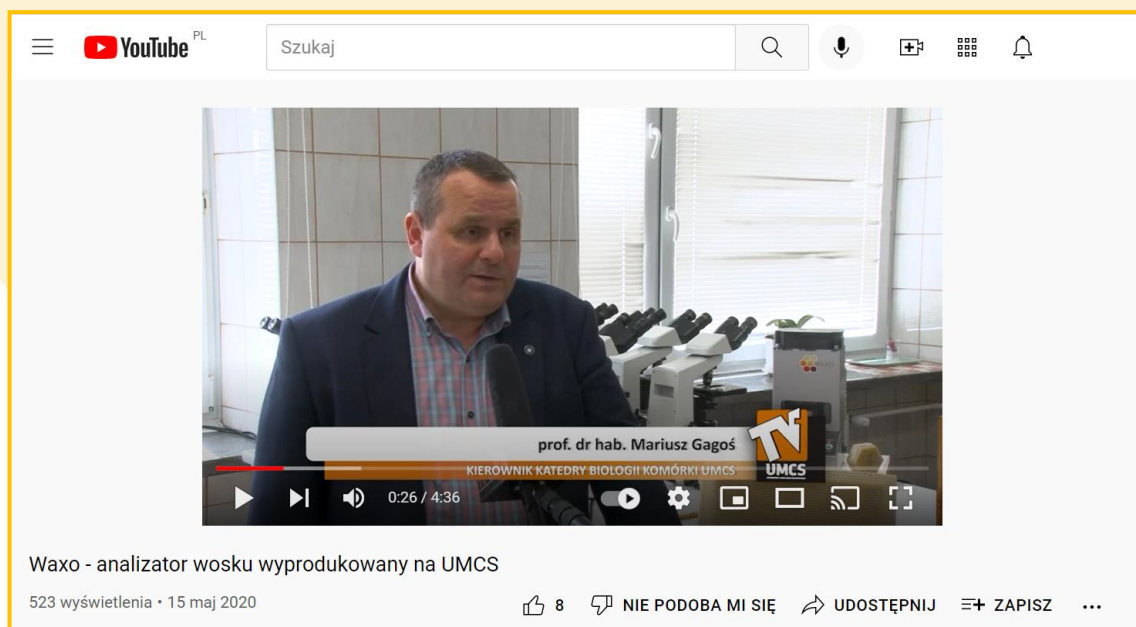 YouTube PL
Szukaj
prof. dr hab. Mariusz Gagoś
KIEROWNIK KATEDRY BIOLOGII KOMÓRKI UMCS
TV
UMCS
0:26 / 4:36
Waxo - analizator wosku wyprodukowany na UMCS
523 wyświetlenia • 15 maj 2020
8 NIE PODOBA MI SIĘ UDOSTĘPNIJ ZAPISZ